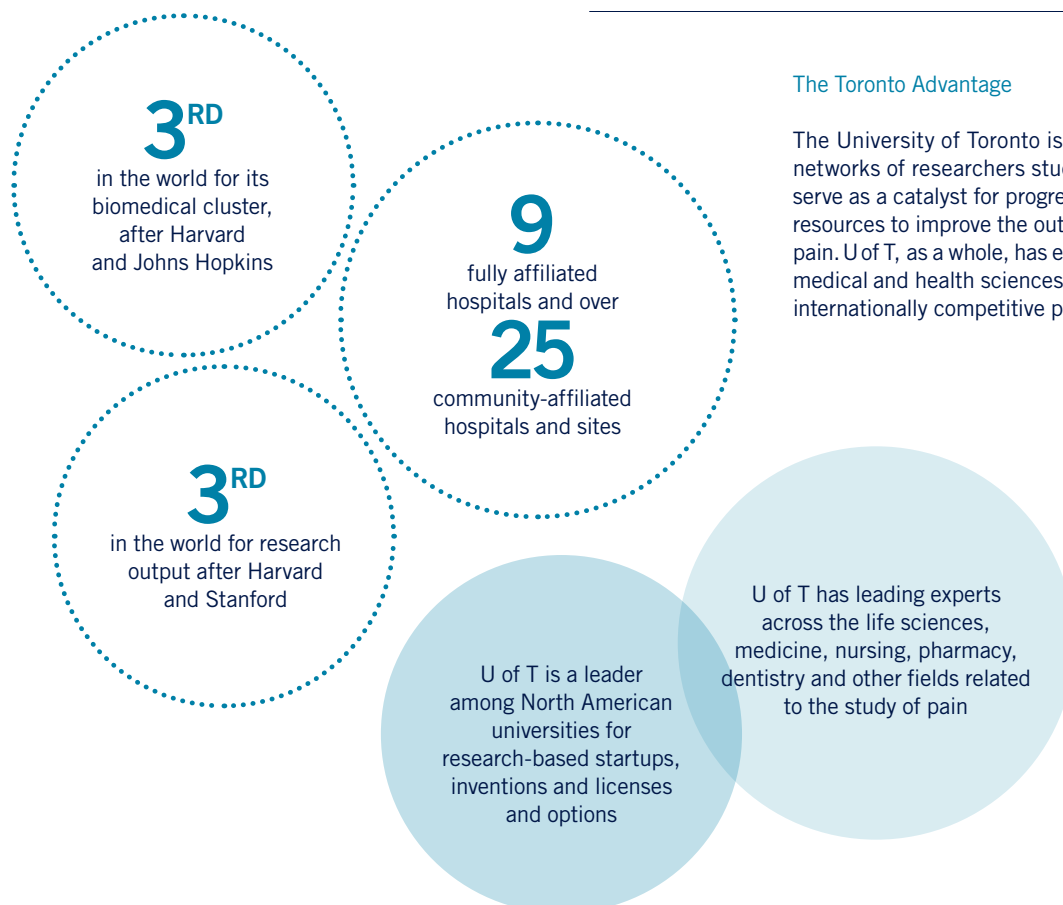 3RD
in the world for its
biomedical cluster,
after Harvard
and Johns Hopkins
9
fully affiliated
hospitals and over
25
community-affiliated
hospitals and sites
3RD
in the world for research
output after Harvard
and Stanford
The Toronto Advantage
The University of Toronto is
networks of researchers
serve as a catalyst for
resources to improve the
pain. U of T, as a whole, has
medical and health sciences
internationally competitive
U of T is a leader
among North American
universities for
research-based startups,
inventions and licenses
and options
U of T has leading experts
across the life sciences,
medicine, nursing, pharmacy,
dentistry and other fields related
to the study of pain